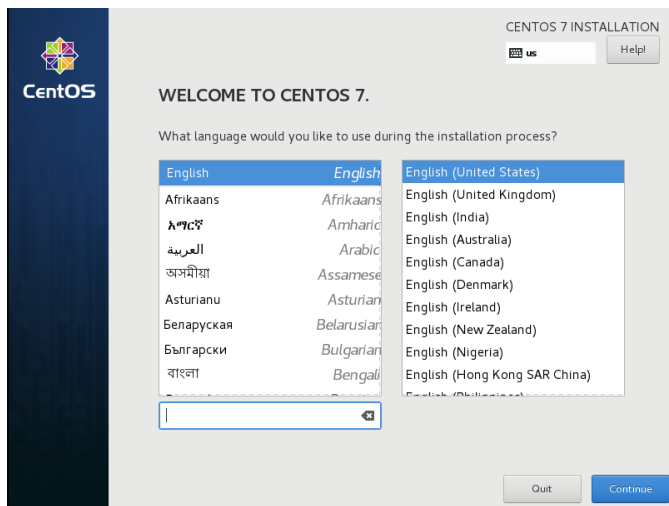 CENTOS 7 INSTALLATION
us
Help!
CentOS
WELCOME TO CENTOS 7.
What language would you like to use during the installation process?
English English
Afrikaans Afrikaans
አማርኛ Amharic
العربية Arabic
অসমীয়া Assamese
Asturianu Asturian
Беларуская Belarusian
Български Bulgarian
বাংলা Bengali
English (United States)
English (United Kingdom)
English (India)
English (Australia)
English (Canada)
English (Denmark)
English (Ireland)
English (New Zealand)
English (Nigeria)
English (Hong Kong SAR China)
English (Philippines)
Quit
Continue